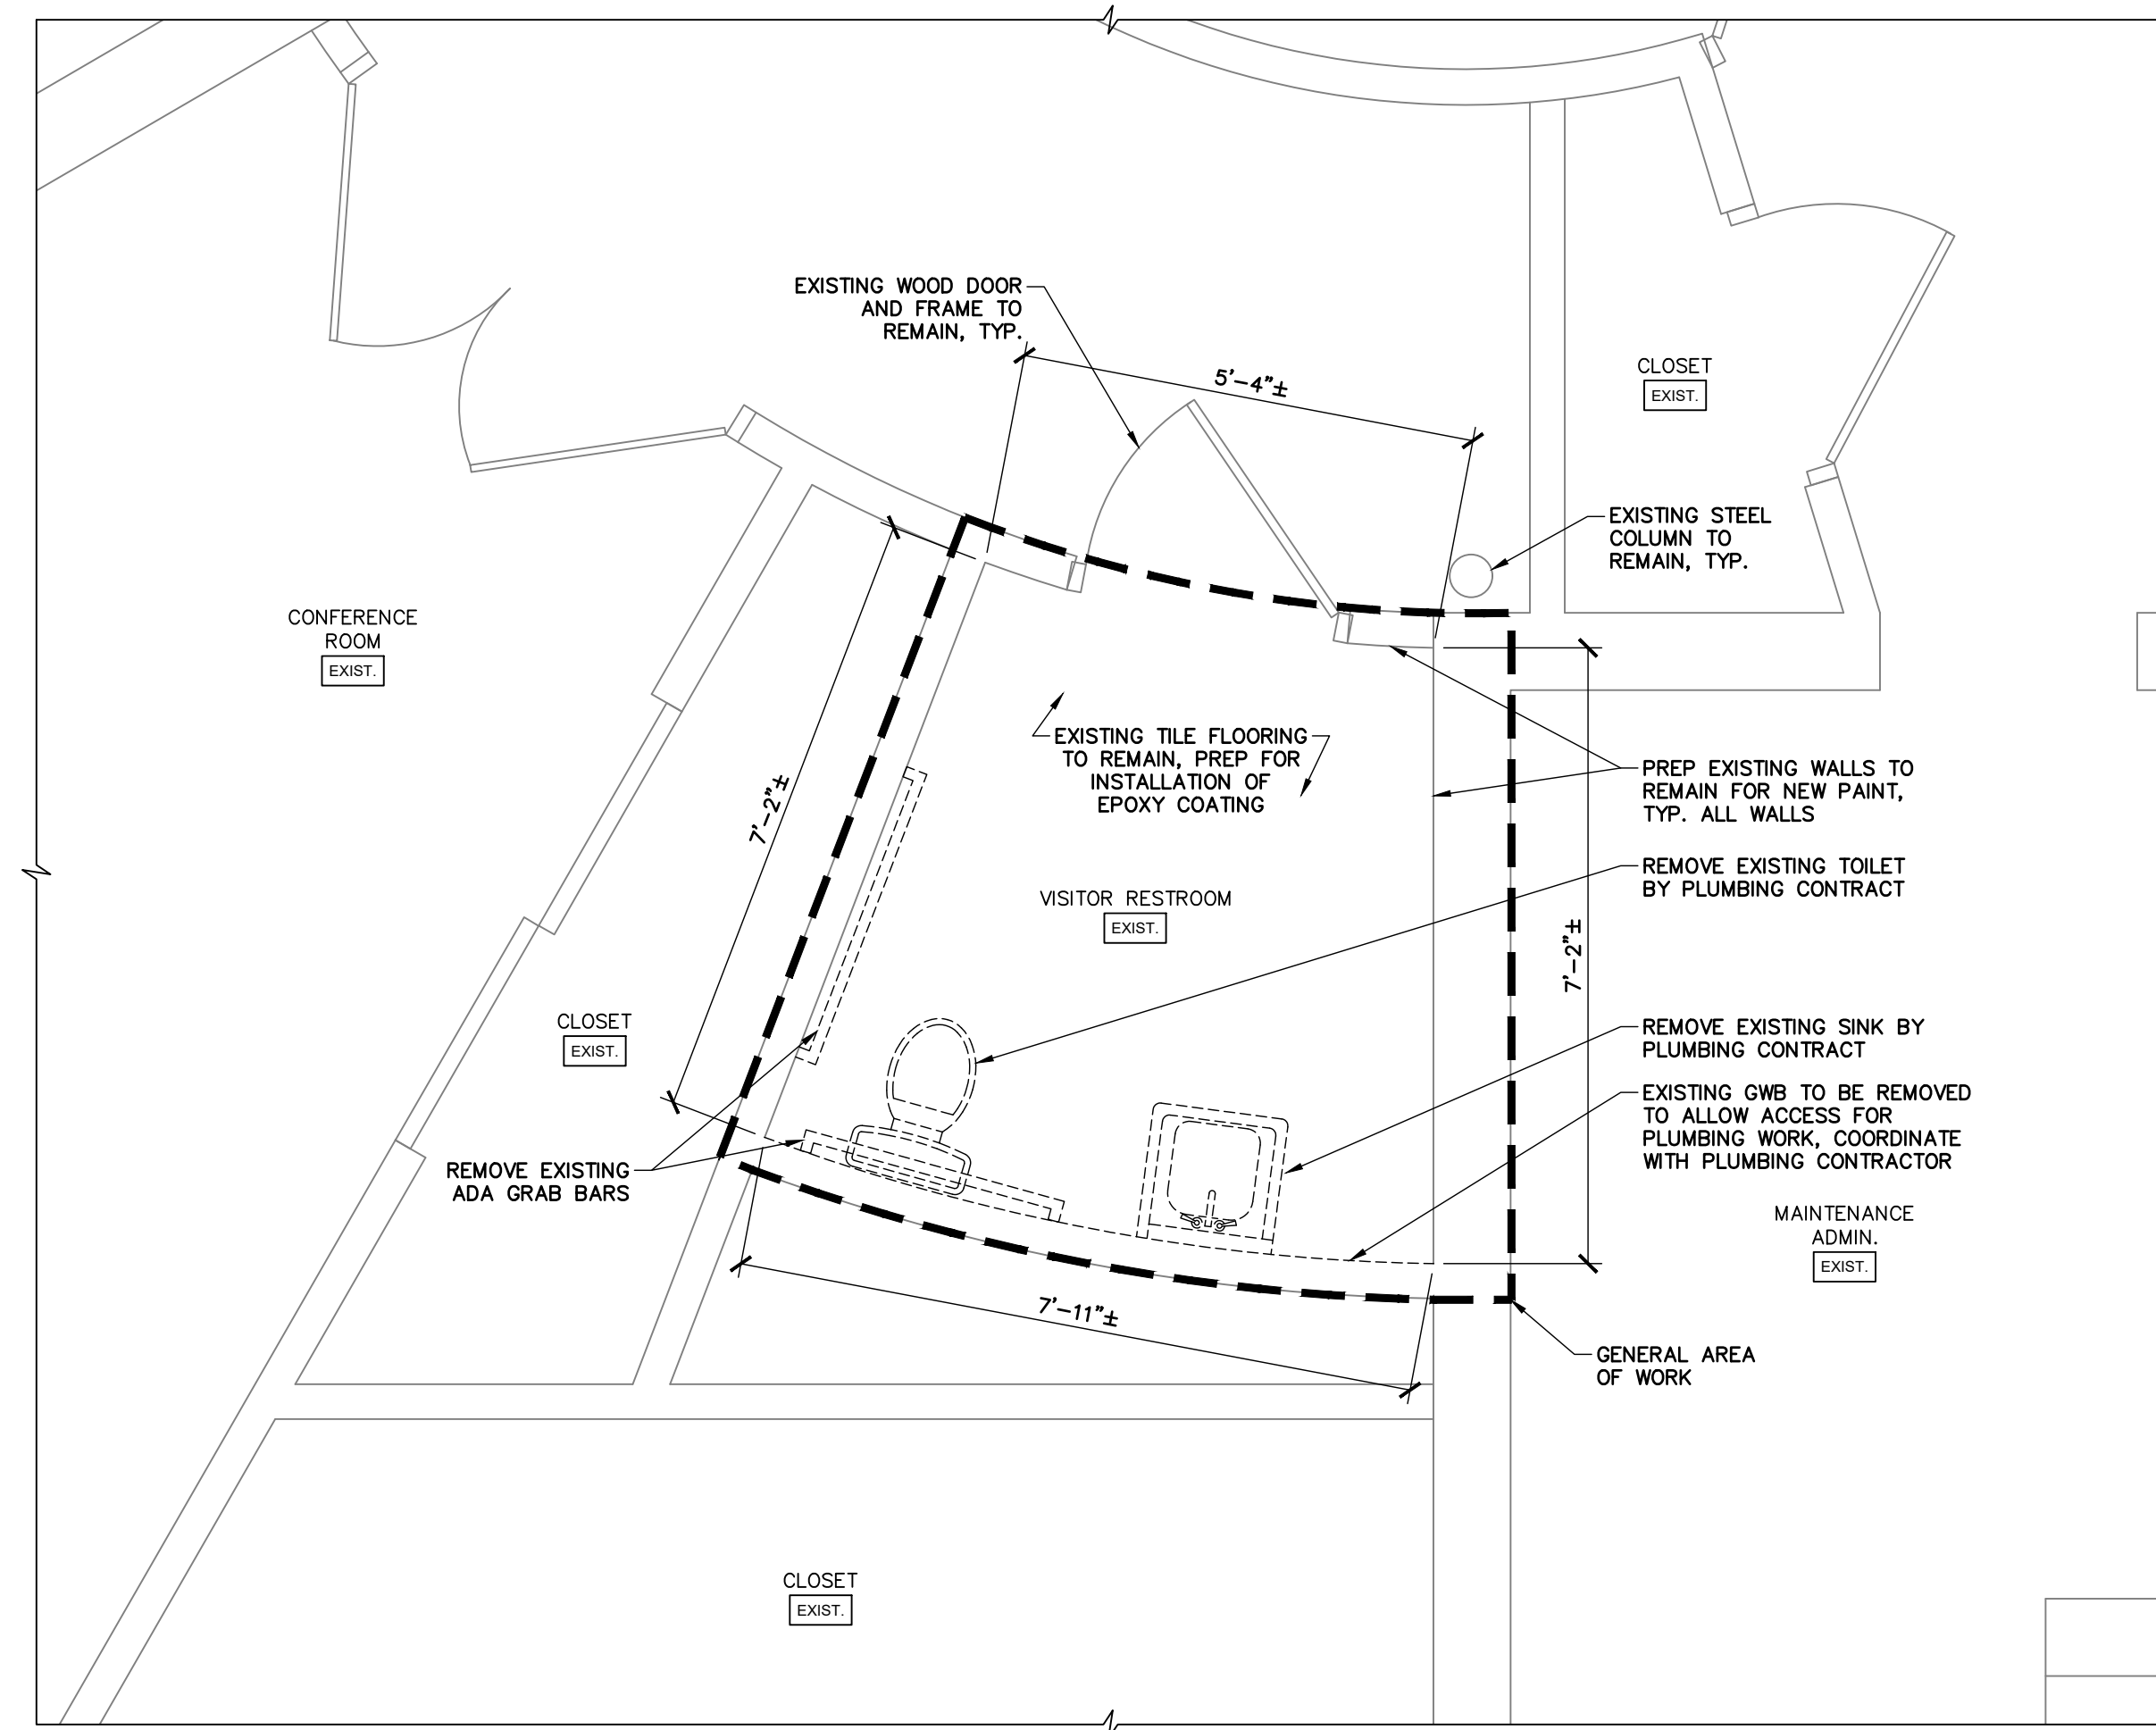 EXISTING WOOD DOOR
AND FRAME TO
REMAIN, TYP.
5'-4"±
CLOSET
EXIST.
EXISTING STEEL
COLUMN TO
REMAIN, TYP.
CONFERENCE
ROOM
EXIST.
EXISTING TILE FLOORING
TO REMAIN, PREP FOR
INSTALLATION OF
EPOXY COATING
PREP EXISTING WALLS TO
REMAIN FOR NEW PAINT,
TYP. ALL WALLS
7'-2"±
REMOVE EXISTING TOILET
BY PLUMBING CONTRACT
VISITOR RESTROOM
EXIST.
7'-2"±
CLOSET
EXIST.
REMOVE EXISTING SINK BY
PLUMBING CONTRACT
EXISTING GWB TO BE REMOVED
TO ALLOW ACCESS FOR
PLUMBING WORK, COORDINATE
WITH PLUMBING CONTRACTOR
REMOVE EXISTING
ADA GRAB BARS
MAINTENANCE
ADMIN.
EXIST.
7'-11"±
GENERAL AREA
OF WORK
CLOSET
EXIST.